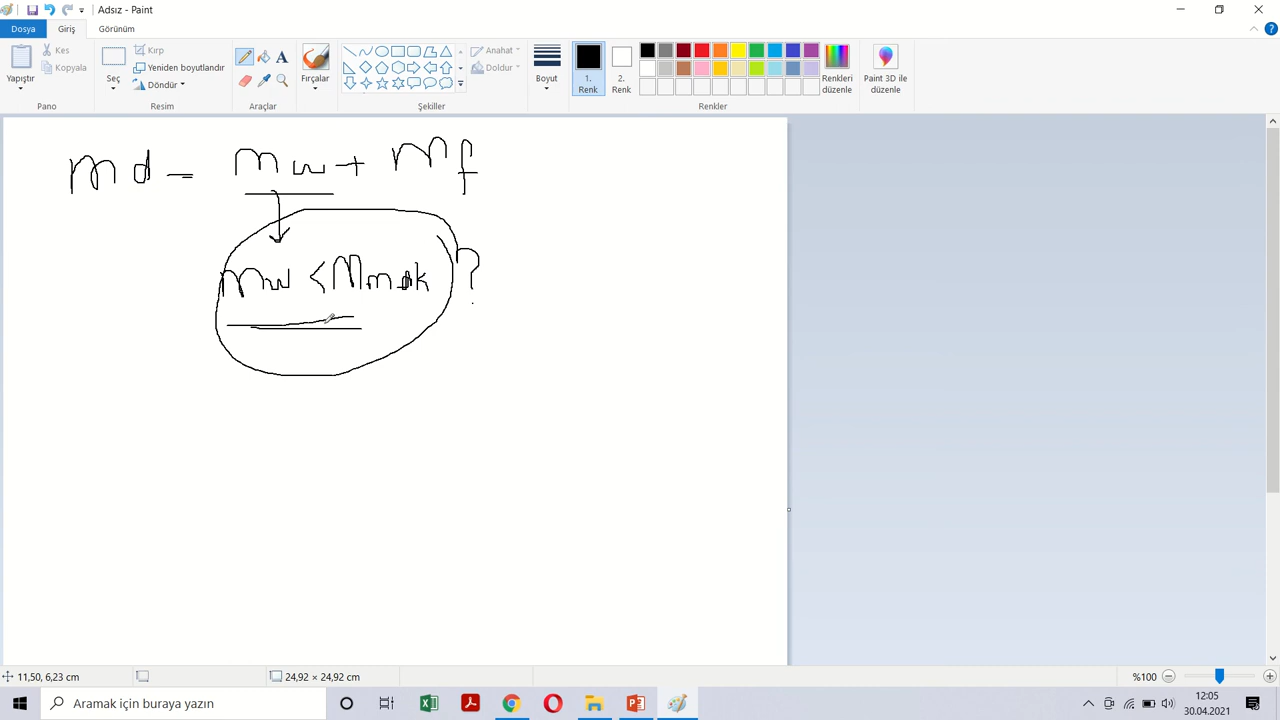 Adsız - Paint
Dosya Giriş Görünüm
Yapıştır Kes Kop Seç Kırp Yeniden boyutlandır Döndür Fırçalar Anahat Doldur Boyut 1. Renk 2. Renk Renkleri düzenle Paint 3D ile düzenle
Pano Resim Araçlar Şekiller Renkler
md = mw + Mf
mw < Mmak ?
11,50, 6,23 cm 24,92 × 24,92 cm %100
Aramak için buraya yazın 12:05
30.04.2021